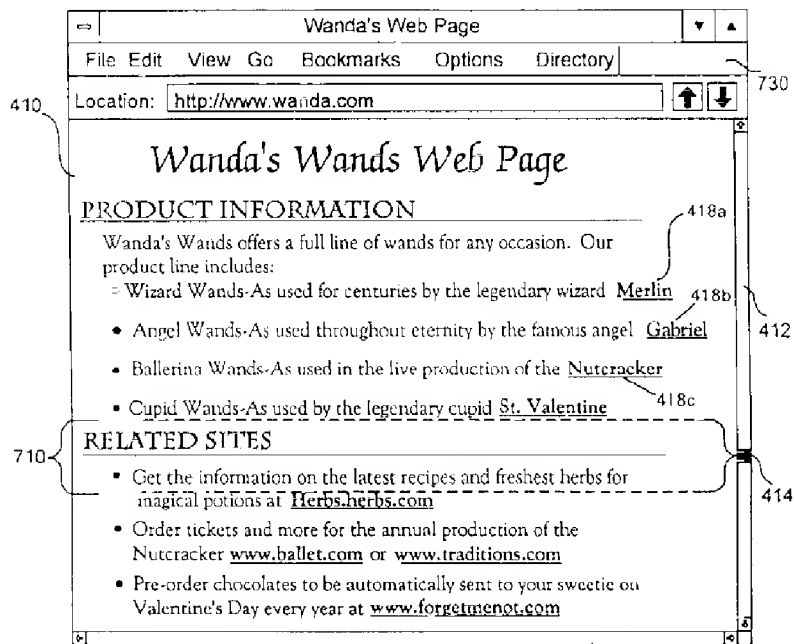 Wanda's Web Page
File Edit View Go Bookmarks Options Directory
730
Location: http://www.wanda.com
410
Wanda's Wands Web Page
PRODUCT INFORMATION
418a
Wanda's Wands offers a full line of wands for any occasion. Our
product line includes:
Wizard Wands-As used for centuries by the legendary wizard Merlin
418b
• Angel Wands-As used throughout eternity by the famous angel Gabriel
412
• Ballerina Wands-As used in the live production of the Nutcracker
418c
• Cupid Wands-As used by the legendary cupid St. Valentine
RELATED SITES
710
414
• Get the information on the latest recipes and freshest herbs for
magical potions at Herbs.herbs.com
• Order tickets and more for the annual production of the
Nutcracker www.ballet.com or www.traditions.com
• Pre-order chocolates to be automatically sent to your sweetie on
Valentine's Day every year at www.forgetmenot.com